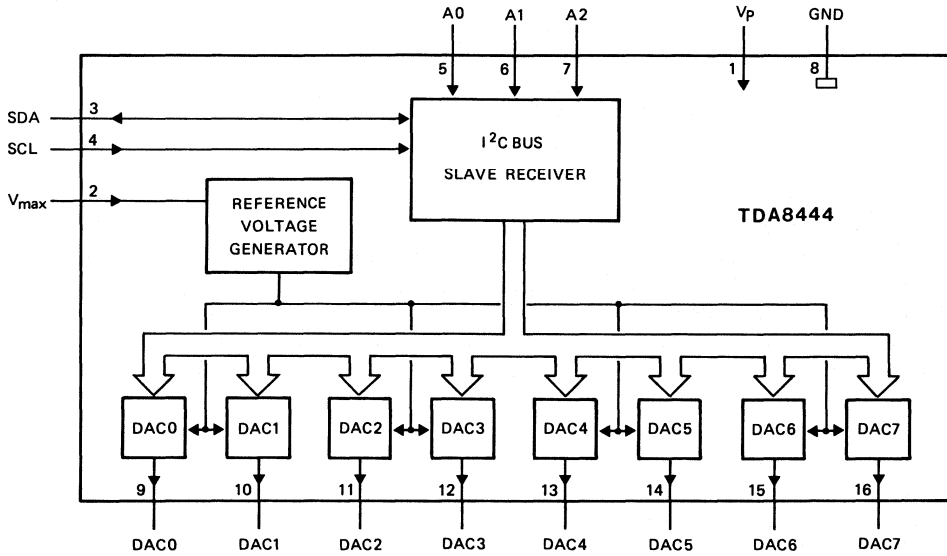 A0 A1 A2 VP GND
5 6 7 1 8
SDA 3
SCL 4
I2C BUS
SLAVE RECEIVER
Vmax 2
REFERENCE
VOLTAGE
GENERATOR
TDA8444
DAC0 DAC1 DAC2 DAC3 DAC4 DAC5 DAC6 DAC7
9 10 11 12 13 14 15 16
DAC0 DAC1 DAC2 DAC3 DAC4 DAC5 DAC6 DAC7